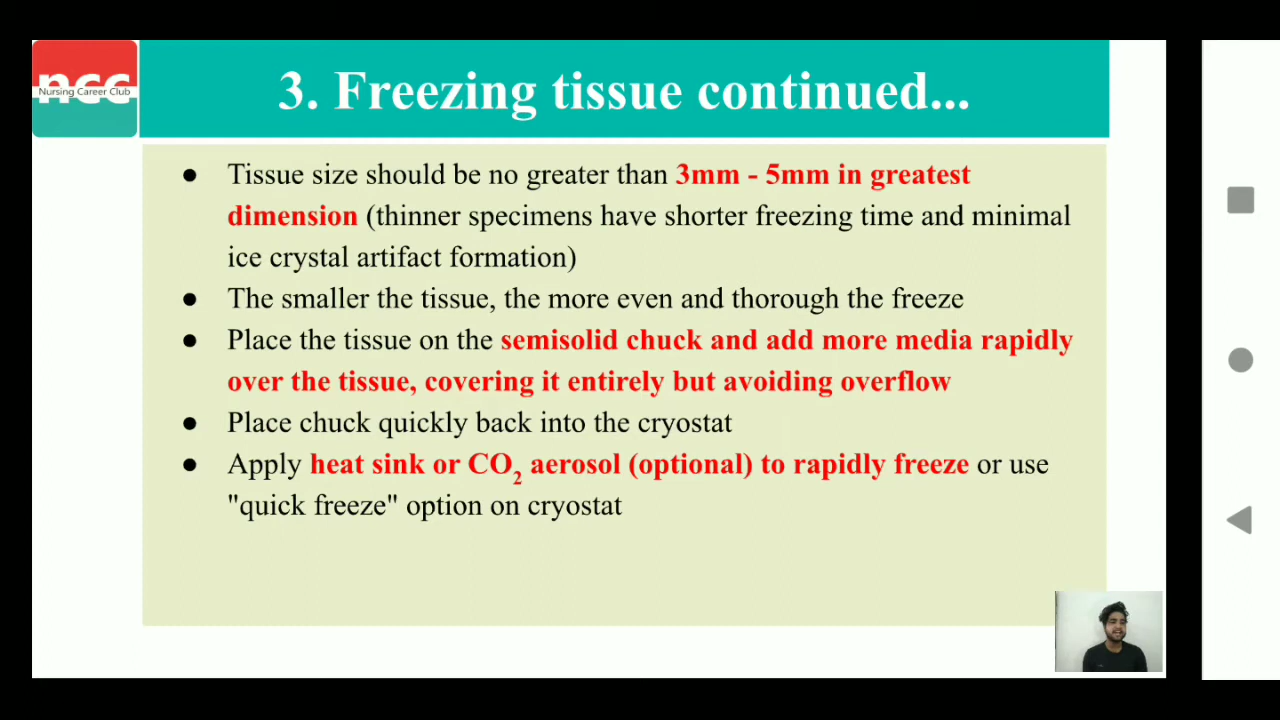 ncc
Nursing Career Club
3. Freezing tissue continued...
● Tissue size should be no greater than 3mm - 5mm in greatest
dimension (thinner specimens have shorter freezing time and minimal
ice crystal artifact formation)
● The smaller the tissue, the more even and thorough the freeze
● Place the tissue on the semisolid chuck and add more media rapidly
over the tissue, covering it entirely but avoiding overflow
● Place chuck quickly back into the cryostat
● Apply heat sink or CO₂ aerosol (optional) to rapidly freeze or use
"quick freeze" option on cryostat